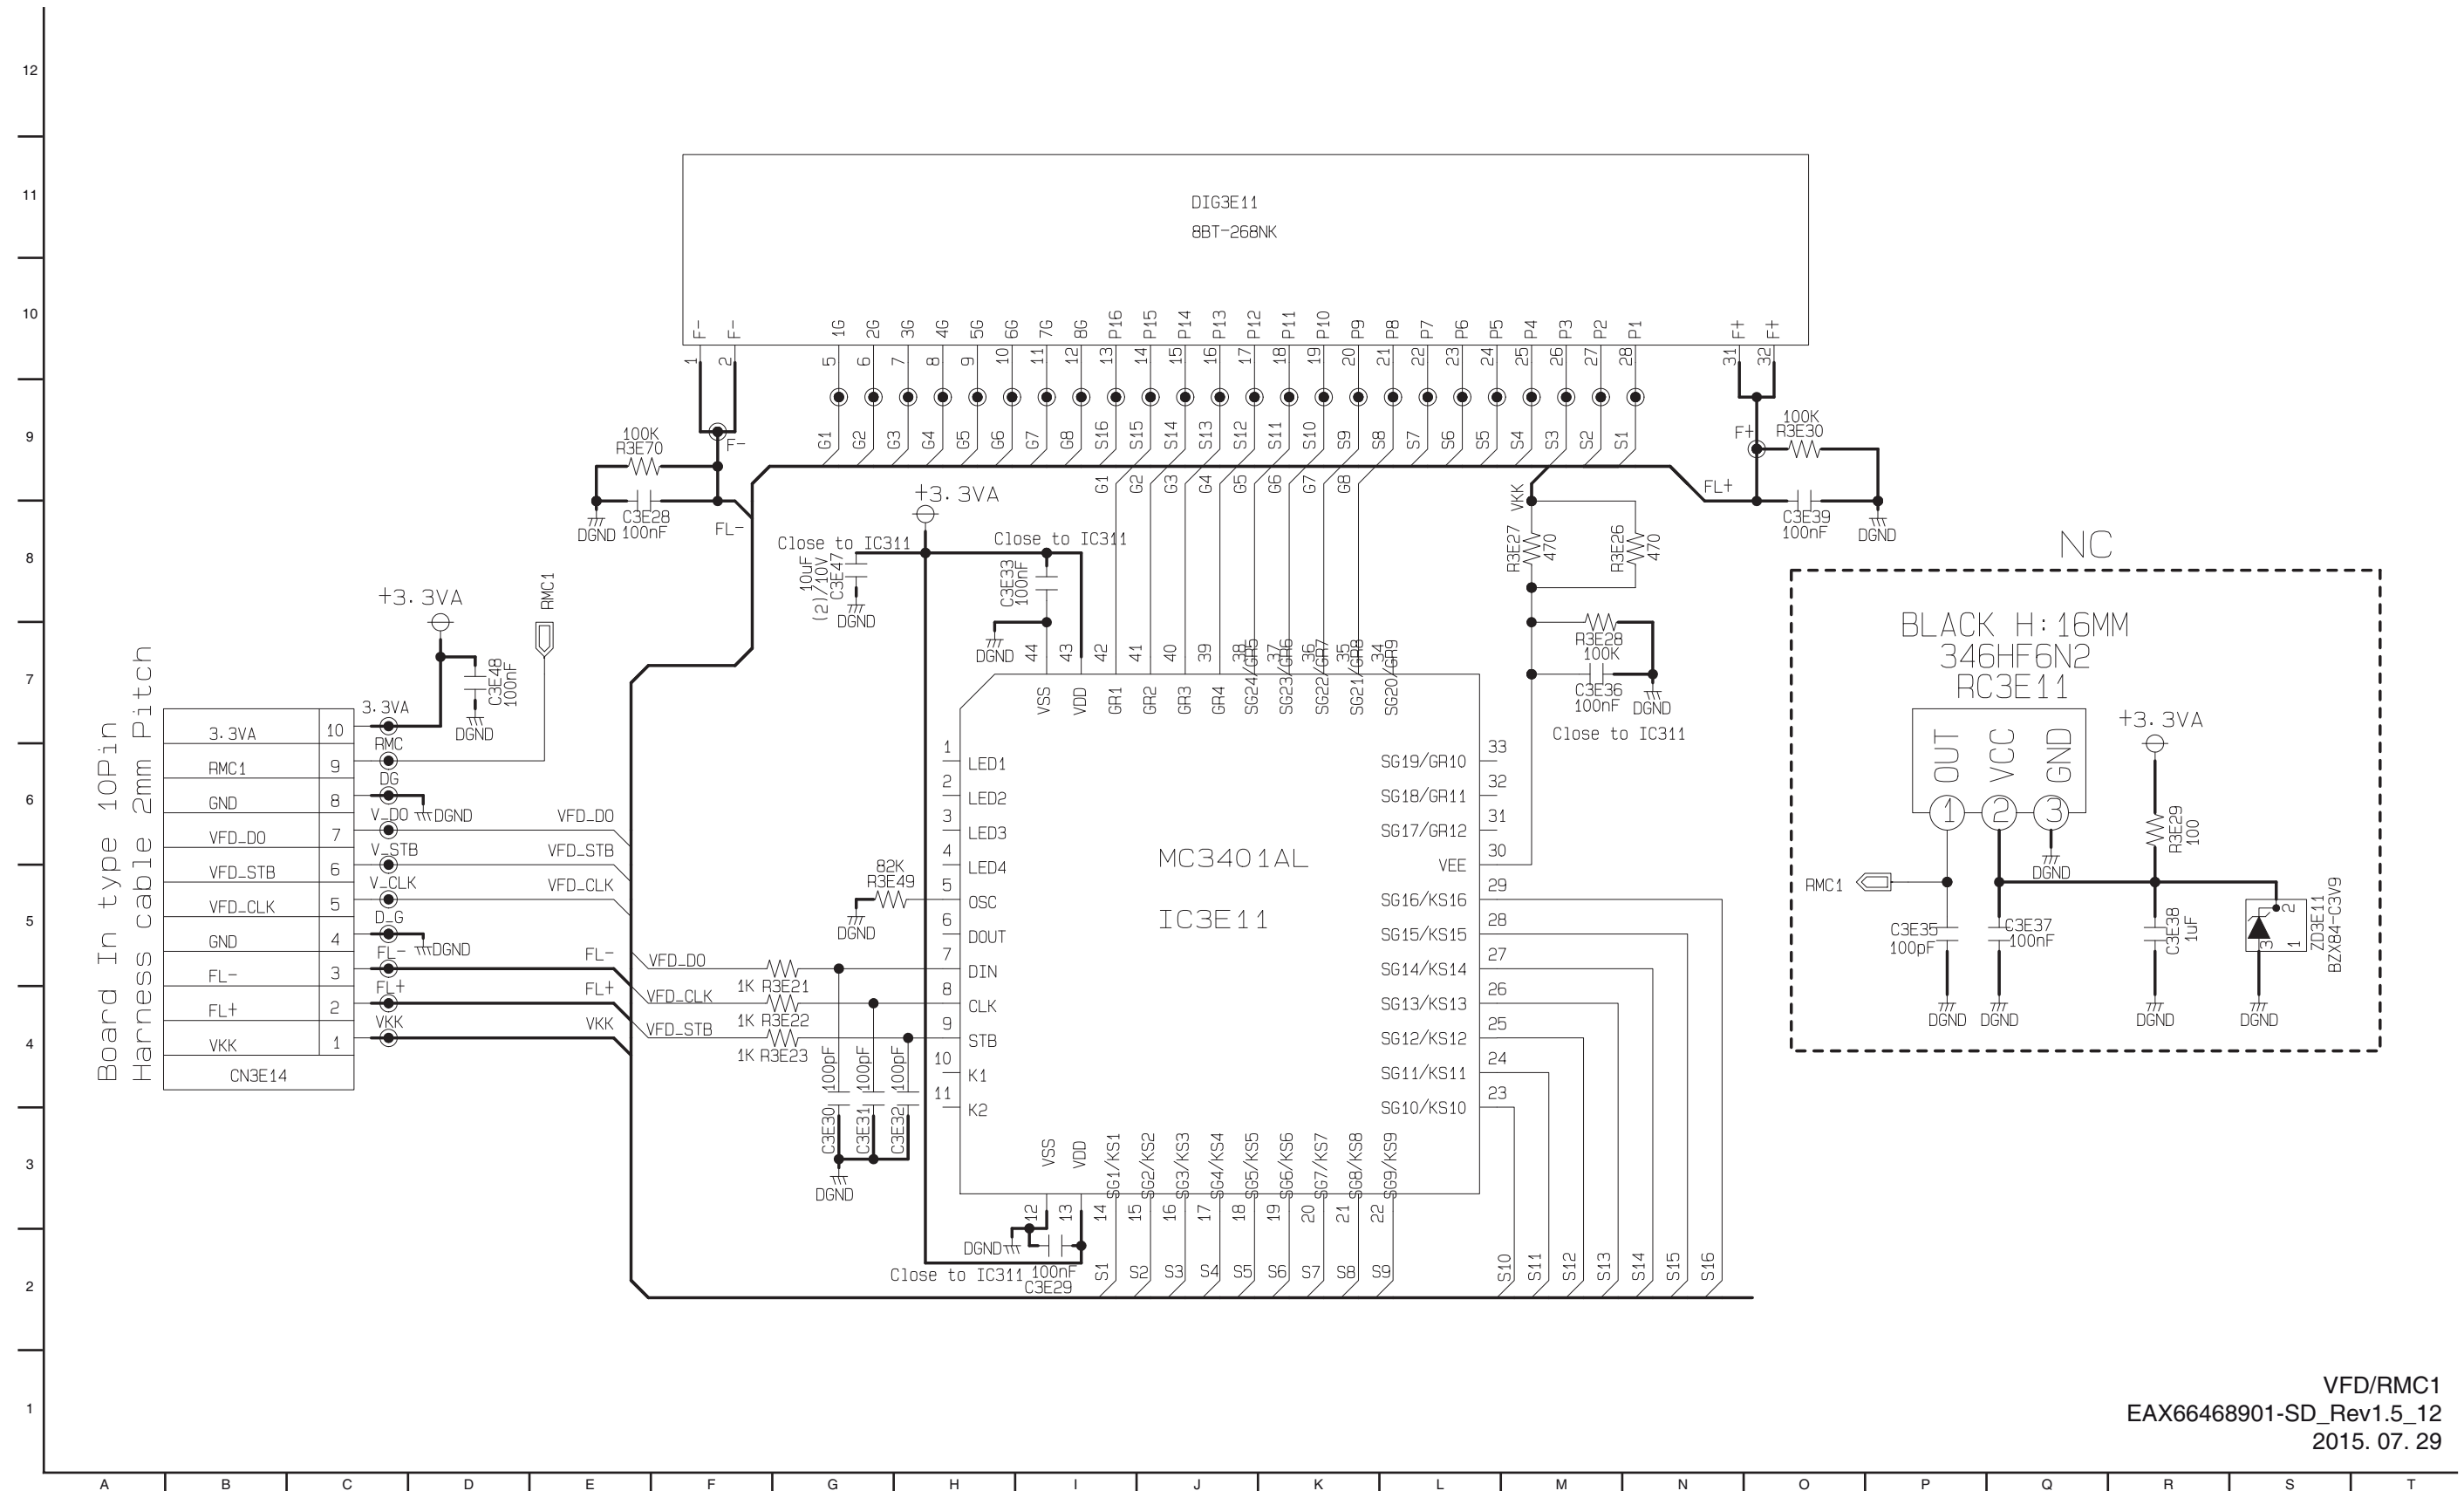 12
11
10
9
8
7
6
5
4
3
2
1
A B C D E F G H I J K L M N O P Q R S T
DIG3E11
8BT-268NK
F- F- 1G 2G 3G 4G 5G 6G 7G 8G P16 P15 P14 P13 P12 P11 P10 P9 P8 P7 P6 P5 P4 P3 P2 P1 F+ F+
1 2 5 6 7 8 9 10 11 12 13 14 15 16 17 18 19 20 21 22 23 24 25 26 27 28 31 32
G1 G2 G3 G4 G5 G6 G7 G8 S16 S15 S14 S13 S12 S11 S10 S9 S8 S7 S6 S5 S4 S3 S2 S1
100K
R3E70
F-
C3E28
100nF
DGND
FL-
F+
100K
R3E30
FL+
C3E39
100nF
DGND
G1 G2 G3 G4 G5 G6 G7 G8
VKK
R3E27
470
R3E26
470
R3E28
100K
C3E36
100nF
DGND
Close to IC311
+3.3VA
Close to IC311
Close to IC311
10uF
(2)/10V
C3E47
DGND
C3E33
100nF
DGND
+3.3VA
RMC1
C3E48
100nF
DGND
Board In type 10Pin
Harness cable 2mm Pitch
3.3VA 10
RMC1 9
GND 8
VFD_DO 7
VFD_STB 6
VFD_CLK 5
GND 4
FL- 3
FL+ 2
VKK 1
CN3E14
3.3VA
RMC
DG
V_DO
V_STB
V_CLK
D_G
FL-
FL+
VKK
DGND
DGND
VFD_DO
VFD_STB
VFD_CLK
FL-
FL+
VKK
VFD_DO
VFD_CLK
VFD_STB
1K R3E21
1K R3E22
1K R3E23
82K
R3E49
DGND
C3E30
100pF
C3E31
100pF
C3E32
100pF
DGND
44 43 42 41 40 39 38 37 36 35 34
VSS VDD GR1 GR2 GR3 GR4 SG24/GR5 SG23/GR6 SG22/GR7 SG21/GR8 SG20/GR9
1 LED1
2 LED2
3 LED3
4 LED4
5 OSC
6 DOUT
7 DIN
8 CLK
9 STB
10 K1
11 K2
MC3401AL
IC3E11
SG19/GR10 33
SG18/GR11 32
SG17/GR12 31
VEE 30
SG16/KS16 29
SG15/KS15 28
SG14/KS14 27
SG13/KS13 26
SG12/KS12 25
SG11/KS11 24
SG10/KS10 23
VSS VDD SG1/KS1 SG2/KS2 SG3/KS3 SG4/KS4 SG5/KS5 SG6/KS6 SG7/KS7 SG8/KS8 SG9/KS9
12 13 14 15 16 17 18 19 20 21 22
DGND
Close to IC311
100nF
C3E29
S1 S2 S3 S4 S5 S6 S7 S8 S9 S10 S11 S12 S13 S14 S15 S16
NC
BLACK H:16MM
346HF6N2
RC3E11
OUT VCC GND
1 2 3
+3.3VA
R3E29
100
DGND
RMC1
C3E35
100pF
C3E37
100nF
C3E38
1uF
2
3
1
ZD3E11
BZX84-C3V9
DGND DGND DGND DGND
VFD/RMC1
EAX66468901-SD_Rev1.5_12
2015. 07. 29